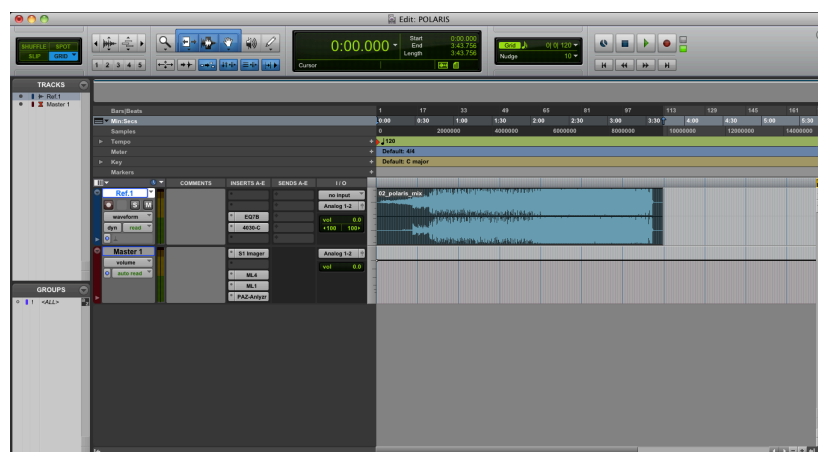 Edit: POLARIS
SHUFFLE SPOT
SLIP GRID
1 2 3 4 5
0:00.000
Start 0:00.000
End 3:43.756
Length 3:43.756
Cursor
Grid 0| 0| 120
Nudge 10
TRACKS
Ref.1
Master 1
Bars|Beats 1 17 33 49 65 81 97 113 129 145 161
Min:Secs 0:00 0:30 1:00 1:30 2:00 2:30 3:00 3:30 4:00 4:30 5:00 5:30
Samples 0 2000000 4000000 6000000 8000000 10000000 12000000 14000000
Tempo 120
Meter Default: 4/4
Key Default: C major
Markers
COMMENTS INSERTS A-E SENDS A-E I / O
Ref.1 no input 02_polaris_mix
S M Analog 1-2
waveform EQ7B vol 0.0
dyn read 4030-C 100 100
Master 1 S1 Imager Analog 1-2
volume vol 0.0
auto read ML4
ML1
PAZ-Anlyzr
GROUPS
1 <ALL>